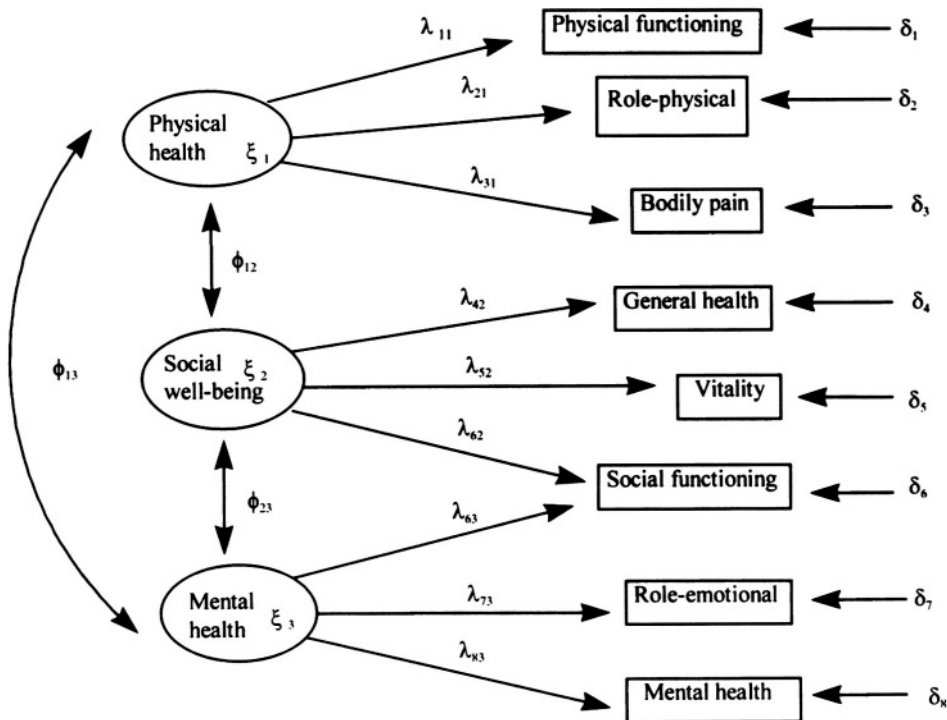 λ₁₁
Physical functioning
δ₁
λ₂₁
Role-physical
δ₂
Physical
health ξ₁
λ₃₁
Bodily pain
δ₃
ϕ₁₂
λ₄₂
General health
δ₄
Social ξ₂
well-being
ϕ₁₃
λ₅₂
Vitality
δ₅
λ₆₂
Social functioning
δ₆
ϕ₂₃
λ₆₃
Mental
health ξ₃
λ₇₃
Role-emotional
δ₇
λ₈₃
Mental health
δ₈